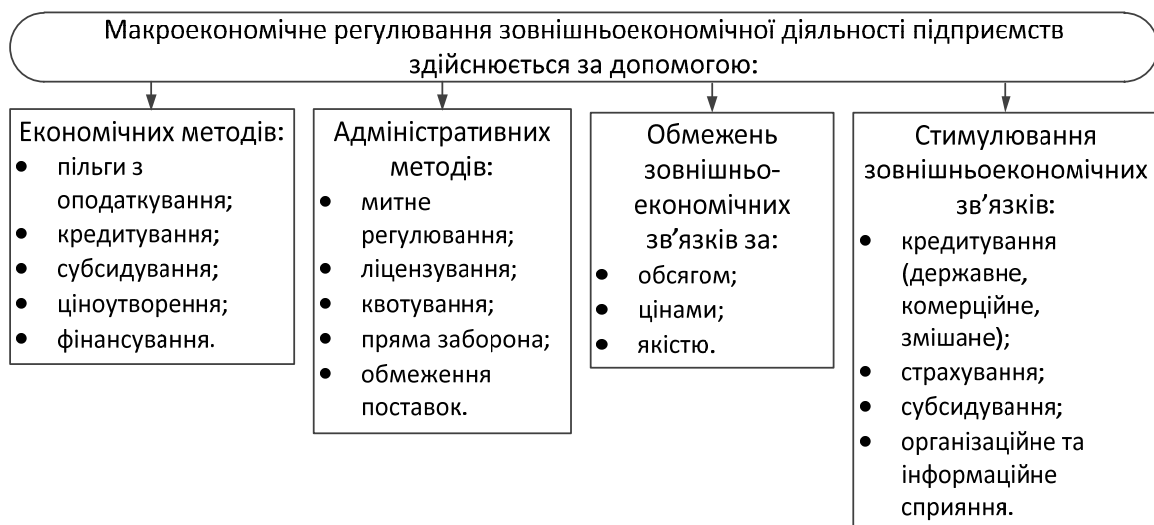 Макроекономічне регулювання зовнішньоекономічної діяльності підприємств
здійснюється за допомогою:
Економічних методів:
• пільги з
оподаткування;
• кредитування;
• субсидування;
• ціноутворення;
• фінансування.
Адміністративних
методів:
• митне
регулювання;
• ліцензування;
• квотування;
• пряма заборона;
• обмеження
поставок.
Обмежень
зовнішньо-
економічних
зв’язків за:
• обсягом;
• цінами;
• якістю.
Стимулювання
зовнішньоекономічних
зв’язків:
• кредитування
(державне,
комерційне,
змішане);
• страхування;
• субсидування;
• організаційне та
інформаційне
сприяння.